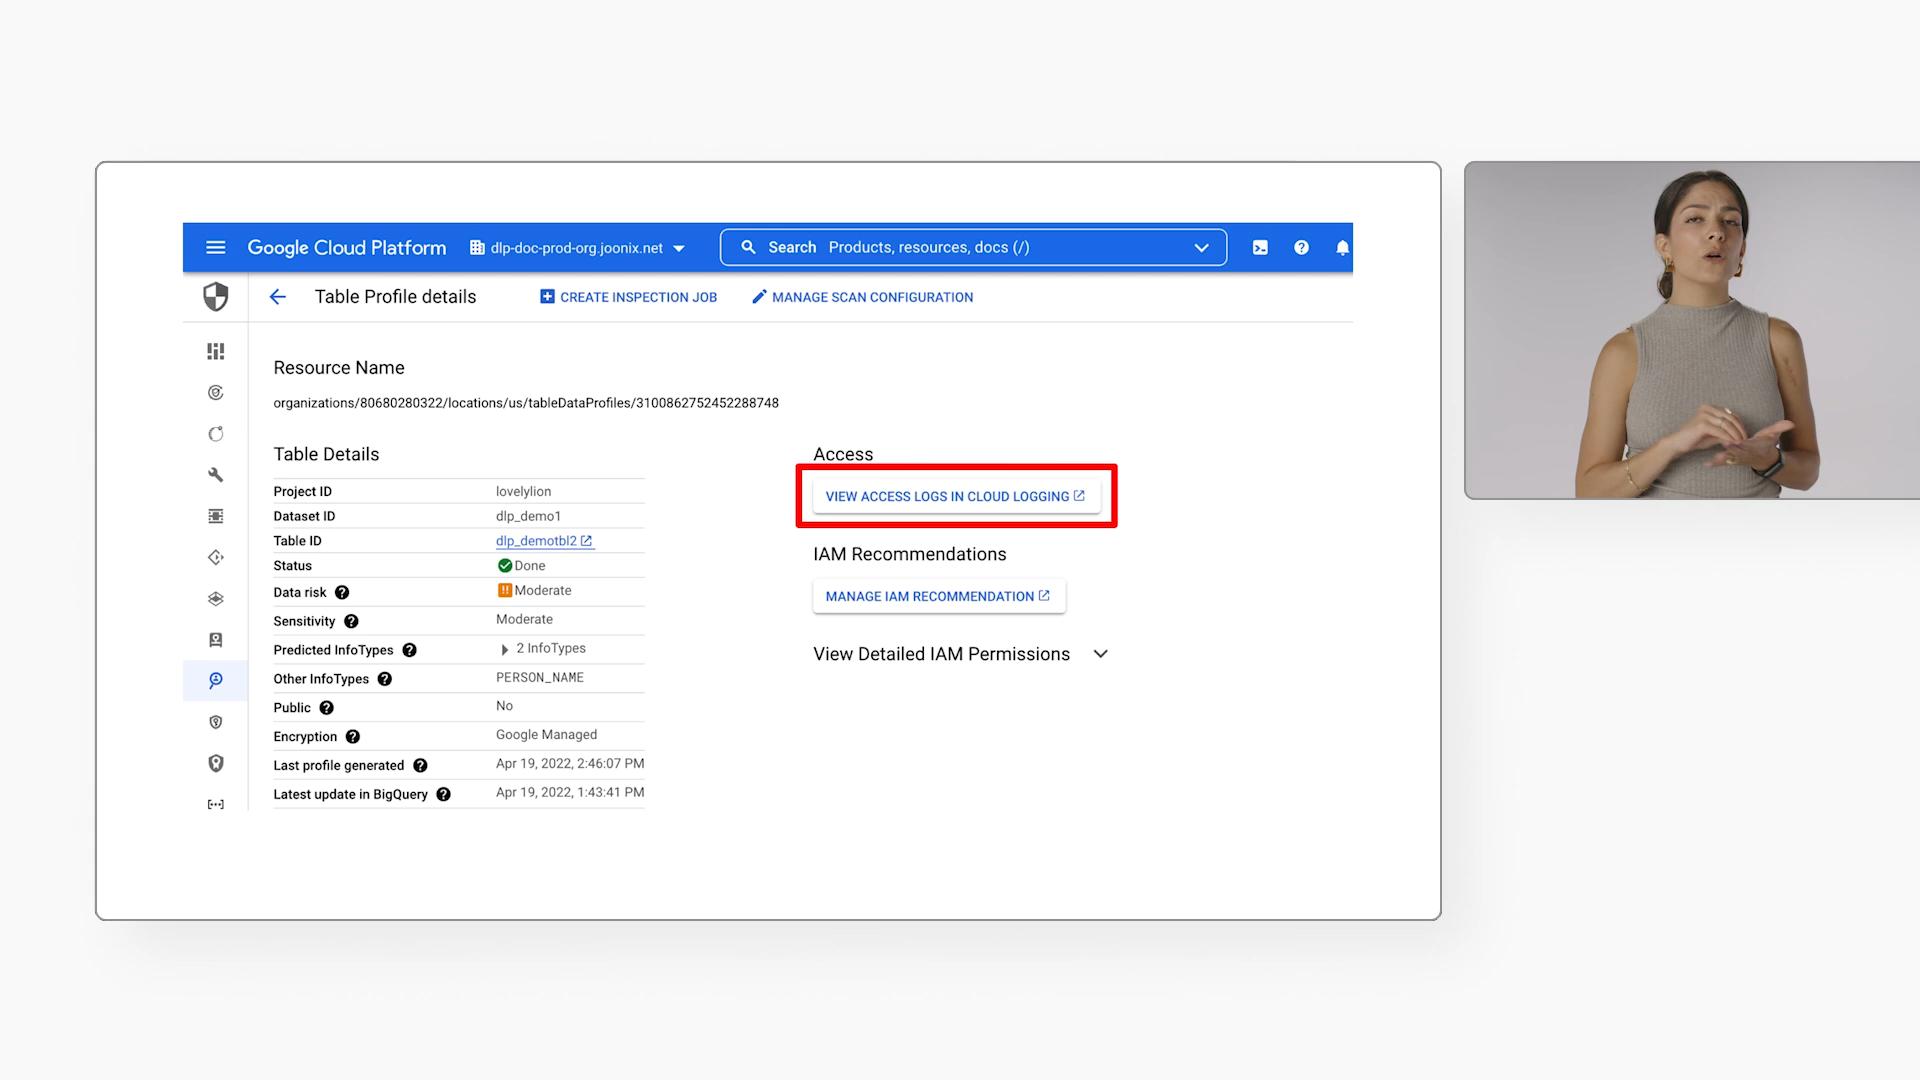 Google Cloud Platform
dlp-doc-prod-org.joonix.net
Search Products, resources, docs (/)
Table Profile details
CREATE INSPECTION JOB
MANAGE SCAN CONFIGURATION
Resource Name
organizations/80680280322/locations/us/tableDataProfiles/3100862752452288748
Table Details
Project ID lovelylion
Dataset ID dlp_demo1
Table ID dlp_demotbl2
Status Done
Data risk Moderate
Sensitivity Moderate
Predicted InfoTypes 2 InfoTypes
Other InfoTypes PERSON_NAME
Public No
Encryption Google Managed
Last profile generated Apr 19, 2022, 2:46:07 PM
Latest update in BigQuery Apr 19, 2022, 1:43:41 PM
Access
VIEW ACCESS LOGS IN CLOUD LOGGING
IAM Recommendations
MANAGE IAM RECOMMENDATION
View Detailed IAM Permissions